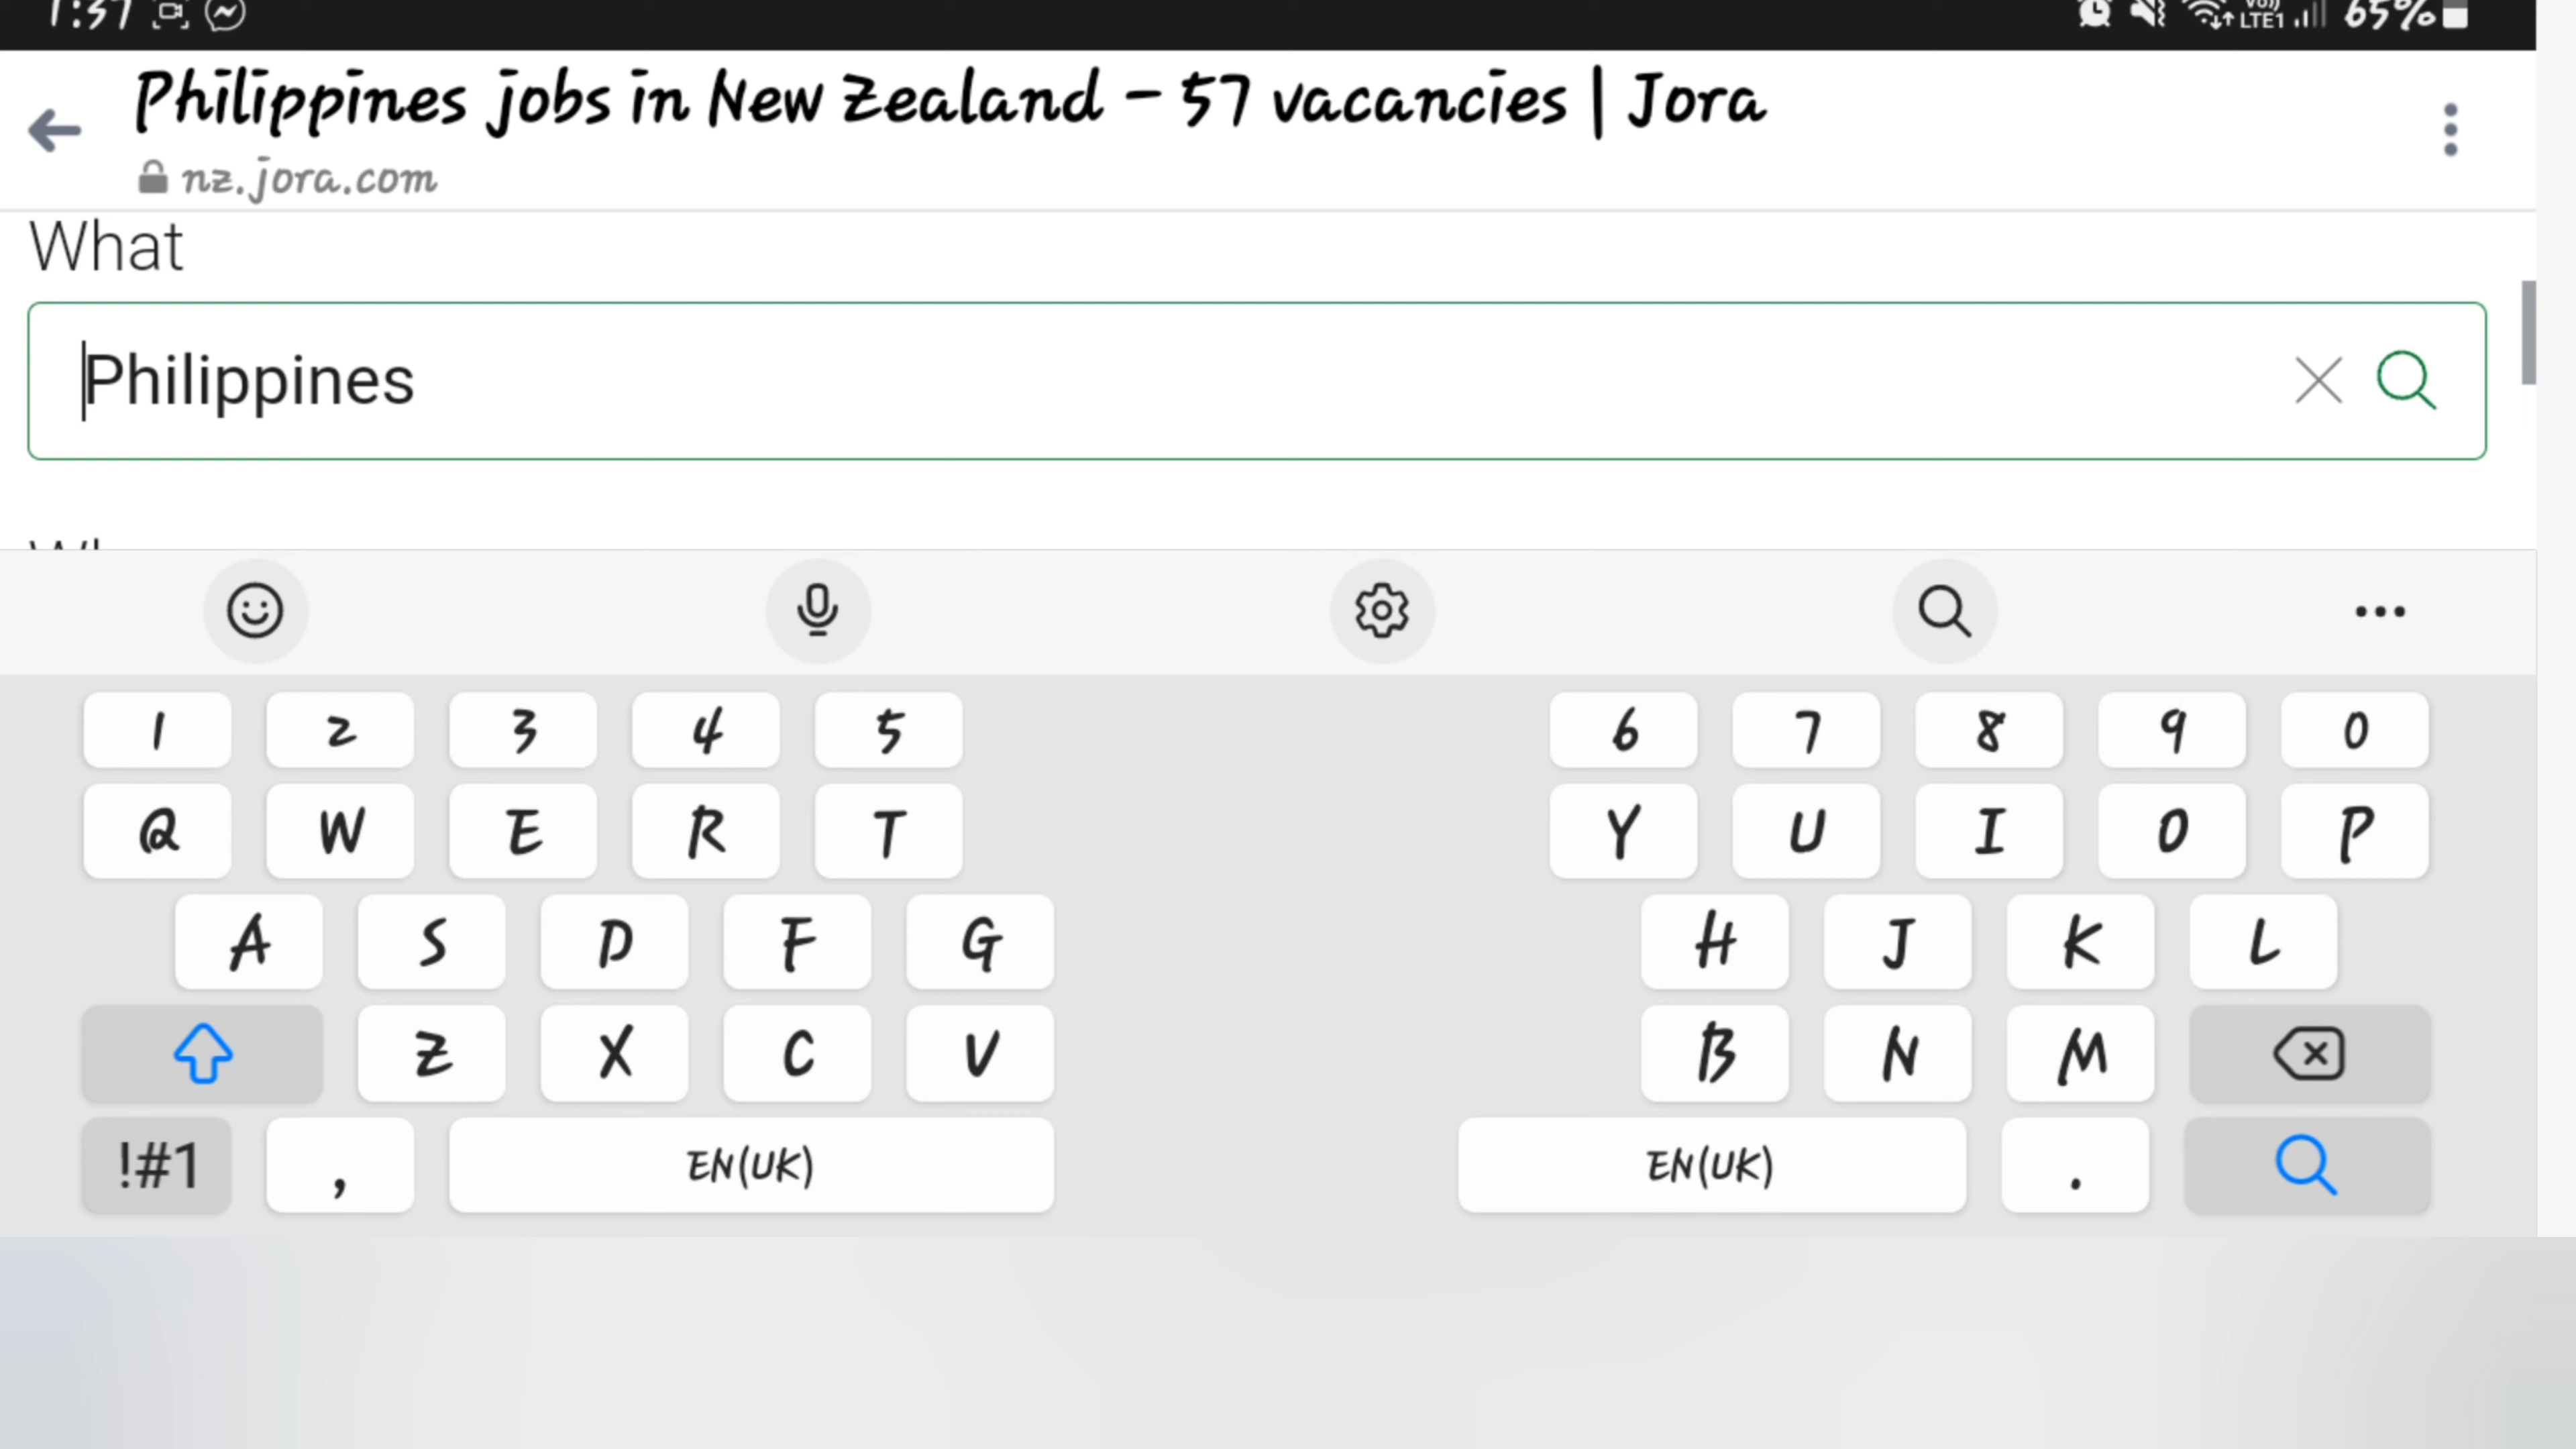 Philippines jobs in New Zealand – 57 vacancies | Jora
nz.jora.com
What
Philippines
1 2 3 4 5 6 7 8 9 0
Q W E R T Y U I O P
A S D F G H J K L
Z X C V B N M
!#1 , EN(UK) EN(UK) .